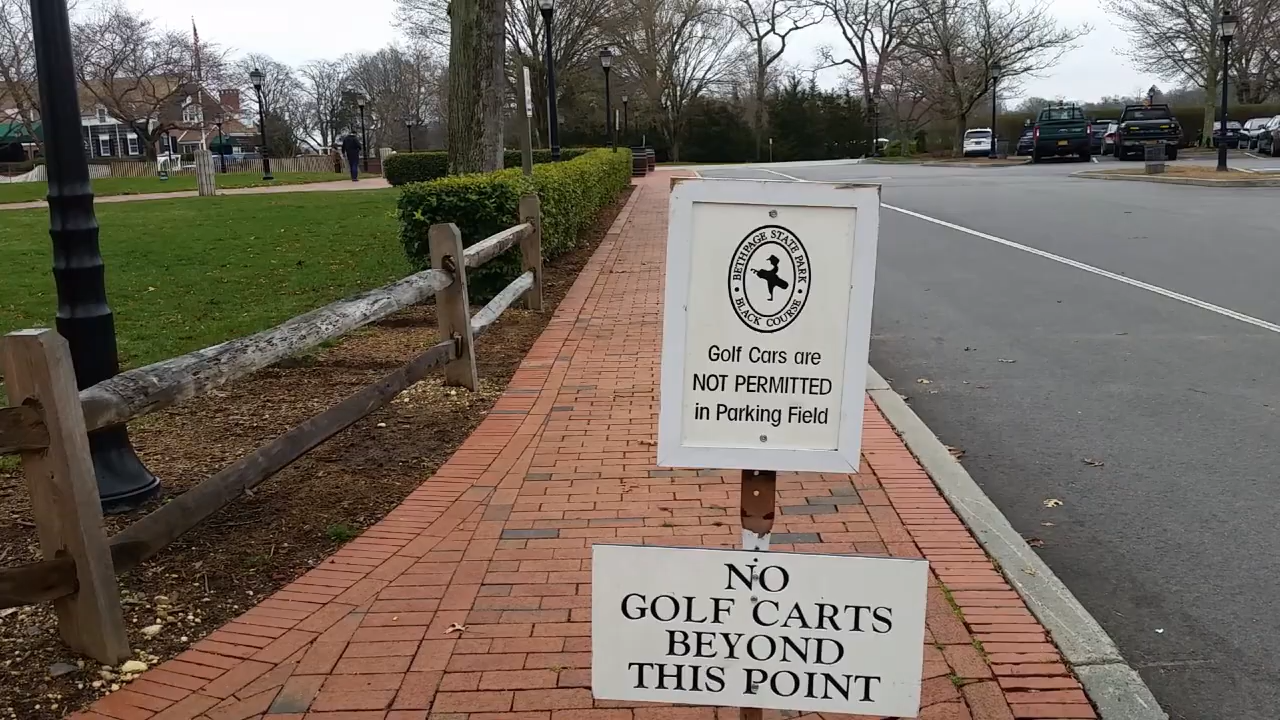 BETHPAGE STATE PARK
• BLACK COURSE •
Golf Cars are
NOT PERMITTED
in Parking Field
NO
GOLF CARTS
BEYOND
THIS POINT